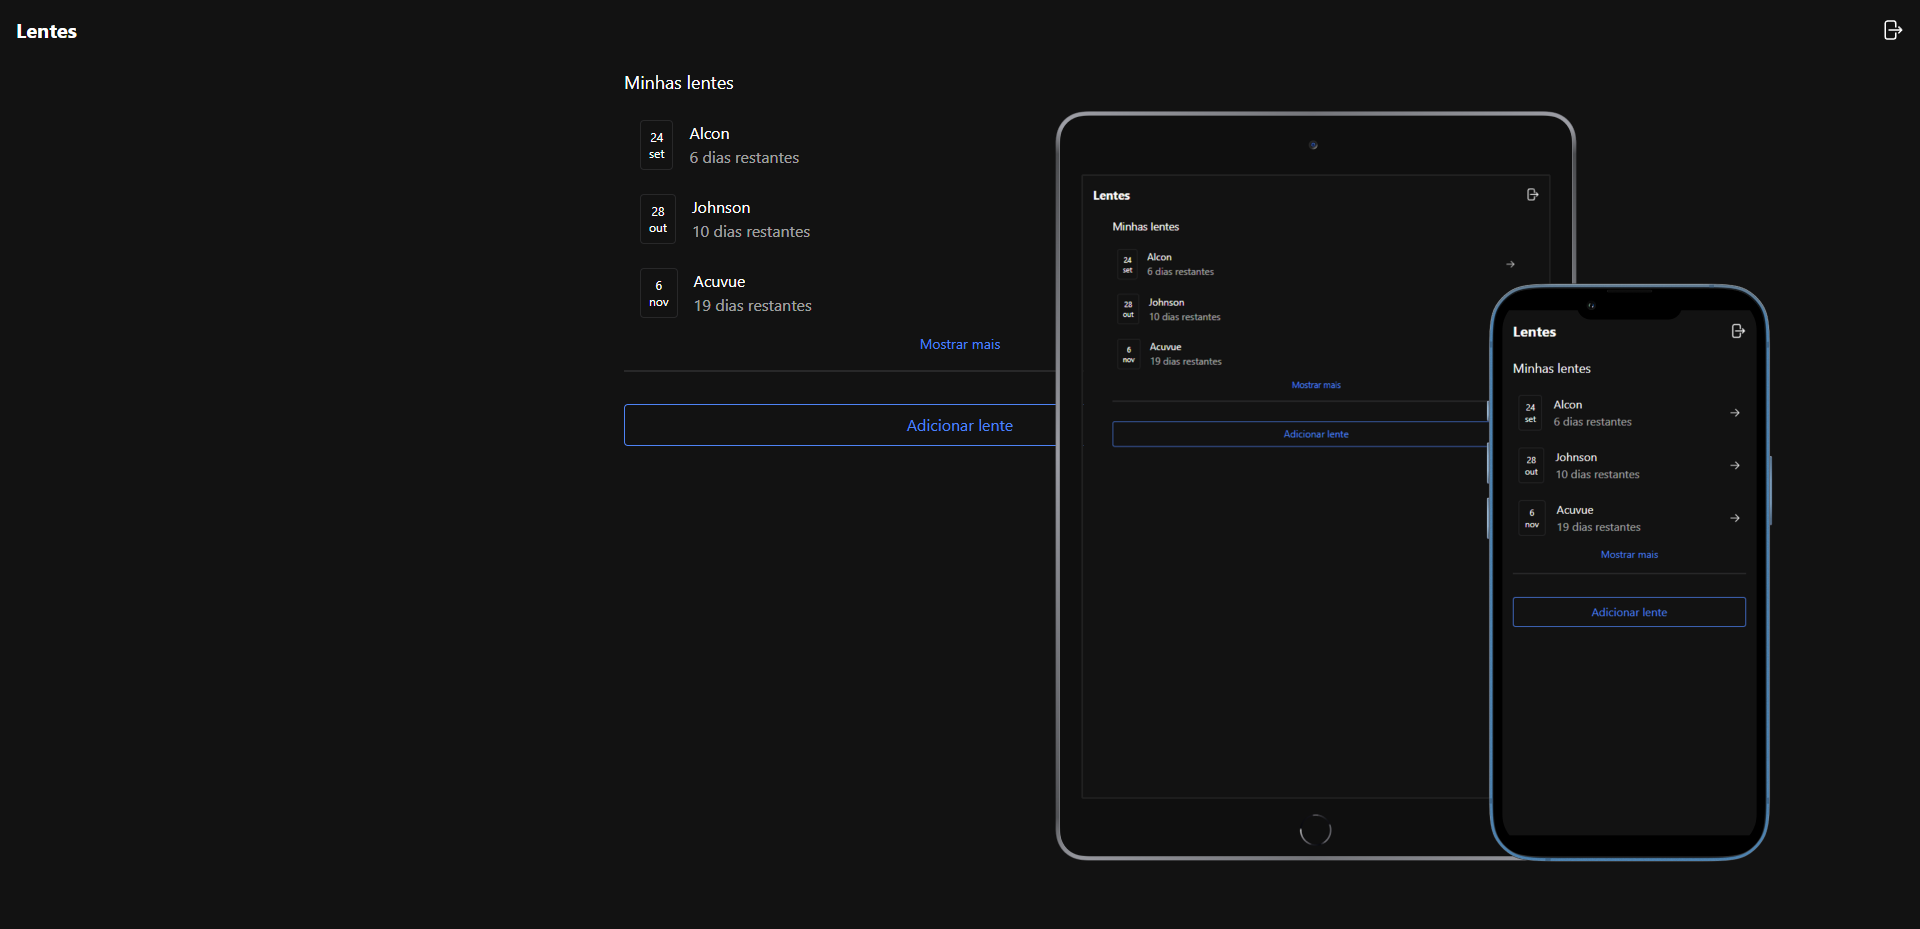 Lentes
Minhas lentes
24
set
Alcon
6 dias restantes
28
out
Johnson
10 dias restantes
6
nov
Acuvue
19 dias restantes
Mostrar mais
Adicionar lente
Lentes
Minhas lentes
24
set
Alcon
6 dias restantes
28
out
Johnson
10 dias restantes
6
nov
Acuvue
19 dias restantes
Mostrar mais
Adicionar lente
Lentes
Minhas lentes
24
set
Alcon
6 dias restantes
28
out
Johnson
10 dias restantes
6
nov
Acuvue
19 dias restantes
Mostrar mais
Adicionar lente